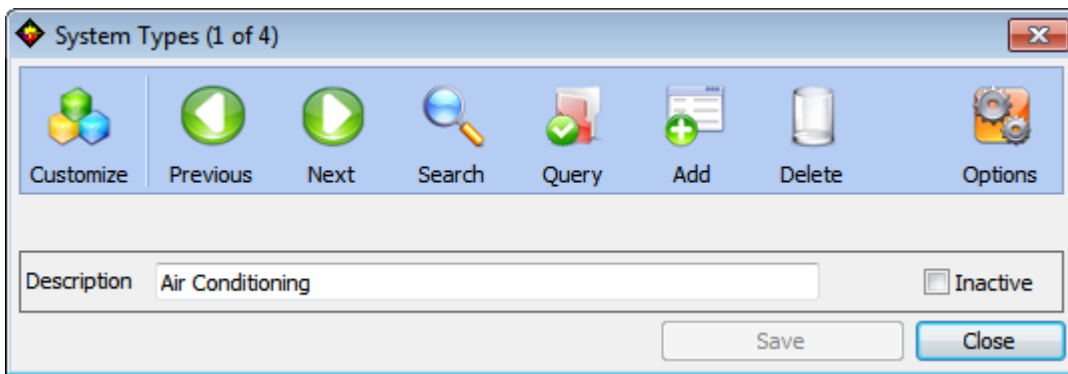 System Types (1 of 4)
Customize Previous Next Search Query Add Delete Options
Description Air Conditioning Inactive
Save Close